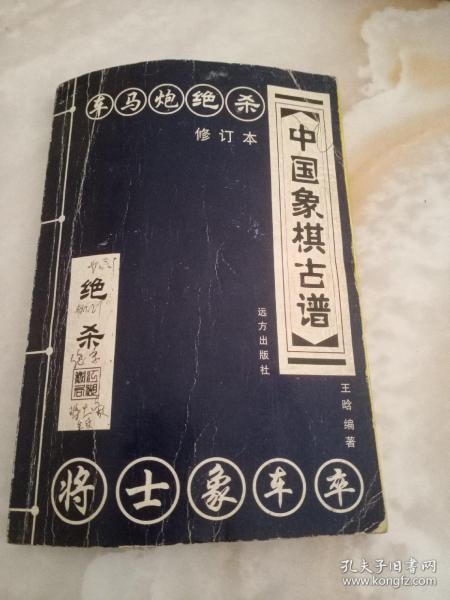 车马炮绝杀
修订本
【中国象棋古谱】
远方出版社
王晗 编著
绝杀
将士象车卒
孔夫子旧书网
www.kongfz.com